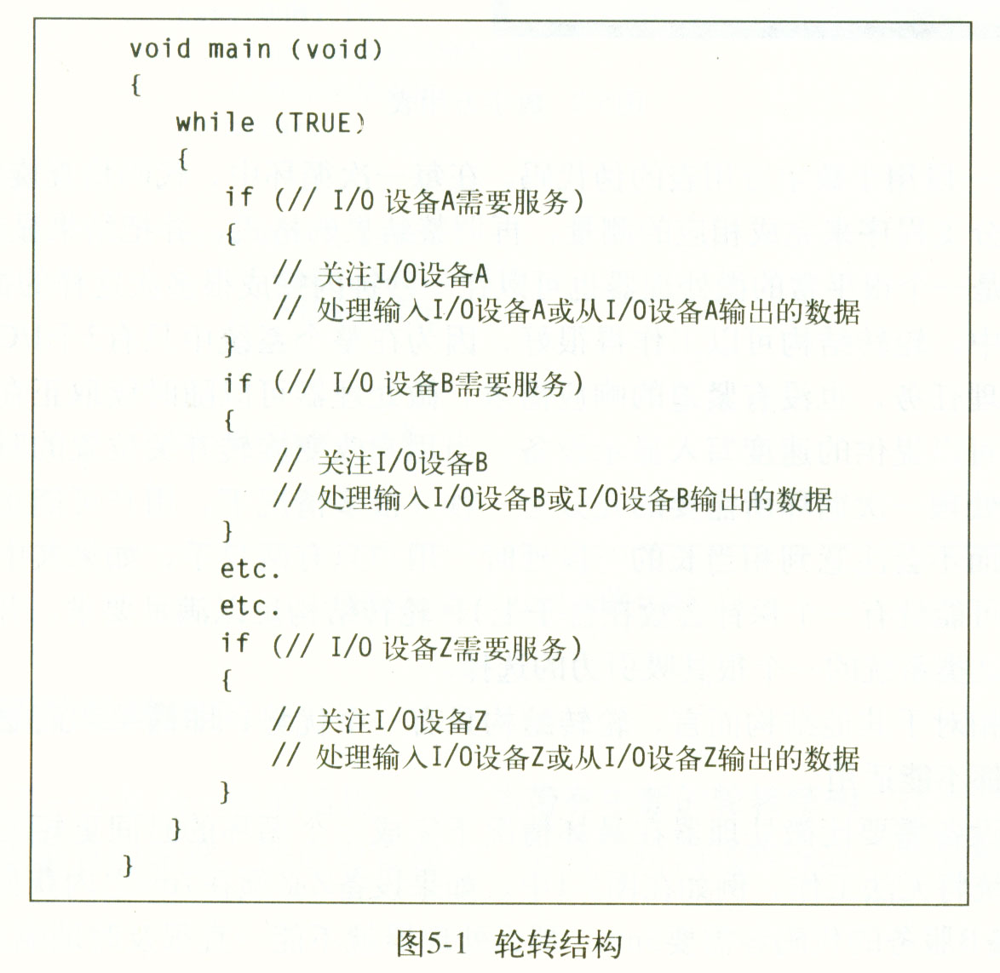 void main (void)
{
while (TRUE)
{
if (// I/O 设备A需要服务)
{
// 关注I/O设备A
// 处理输入I/O设备A或从I/O设备A输出的数据
}
if (// I/O 设备B需要服务)
{
// 关注I/O设备B
// 处理输入I/O设备B或I/O设备B输出的数据
}
etc.
etc.
if (// I/O 设备Z需要服务)
{
// 关注I/O设备Z
// 处理输入I/O设备Z或从I/O设备Z输出的数据
}
}
}
图5-1 轮转结构